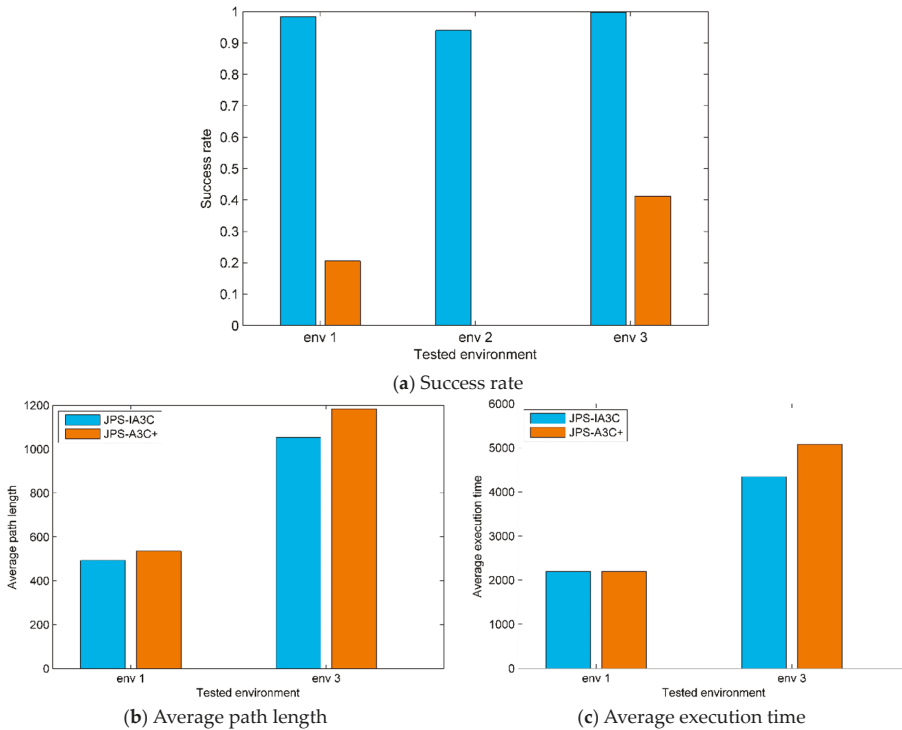 1
0.9
0.8
0.7
0.6
0.5
0.4
0.3
0.2
0.1
0
Success rate
env 1
env 2
env 3
Tested environment
(a) Success rate
1200
1000
800
600
400
200
0
Average path length
JPS-IA3C
JPS-A3C+
env 1
env 3
Tested environment
(b) Average path length
6000
5000
4000
3000
2000
1000
0
Average execution time
JPS-IA3C
JPS-A3C+
env 1
env 3
Tested environment
(c) Average execution time